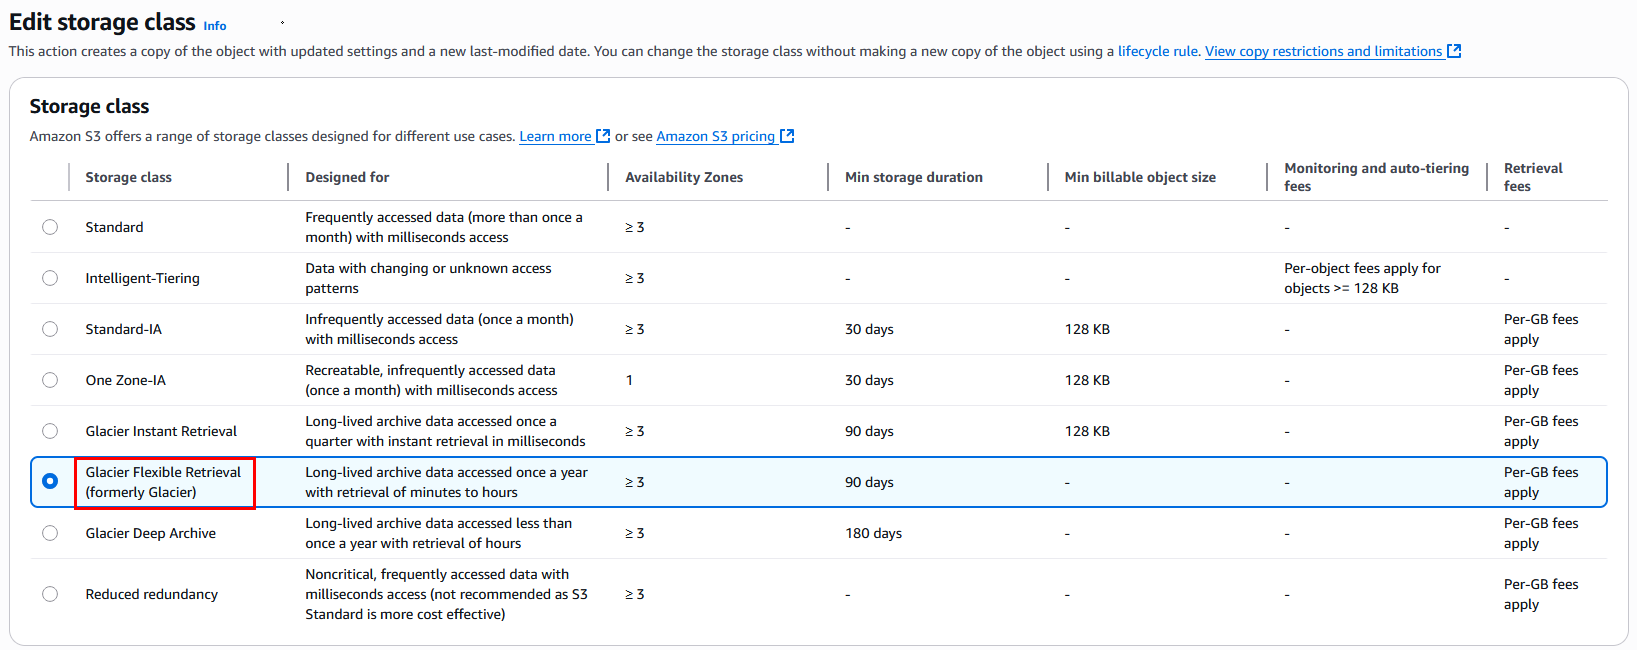 Edit storage class Info
This action creates a copy of the object with updated settings and a new last-modified date. You can change the storage class without making a new copy of the object using a lifecycle rule. View copy restrictions and limitations
Storage class
Amazon S3 offers a range of storage classes designed for different use cases. Learn more or see Amazon S3 pricing
Storage class
Designed for
Availability Zones
Min storage duration
Min billable object size
Monitoring and auto-tiering
fees
Retrieval
fees
Standard
Frequently accessed data (more than once a
month) with milliseconds access
≥ 3
-
-
-
-
Intelligent-Tiering
Data with changing or unknown access
patterns
≥ 3
-
-
Per-object fees apply for
objects >= 128 KB
-
Standard-IA
Infrequently accessed data (once a month)
with milliseconds access
≥ 3
30 days
128 KB
-
Per-GB fees
apply
One Zone-IA
Recreatable, infrequently accessed data
(once a month) with milliseconds access
1
30 days
128 KB
-
Per-GB fees
apply
Glacier Instant Retrieval
Long-lived archive data accessed once a
quarter with instant retrieval in milliseconds
≥ 3
90 days
128 KB
-
Per-GB fees
apply
Glacier Flexible Retrieval
(formerly Glacier)
Long-lived archive data accessed once a year
with retrieval of minutes to hours
≥ 3
90 days
-
-
Per-GB fees
apply
Glacier Deep Archive
Long-lived archive data accessed less than
once a year with retrieval of hours
≥ 3
180 days
-
-
Per-GB fees
apply
Reduced redundancy
Noncritical, frequently accessed data with
milliseconds access (not recommended as S3
Standard is more cost effective)
≥ 3
-
-
-
Per-GB fees
apply